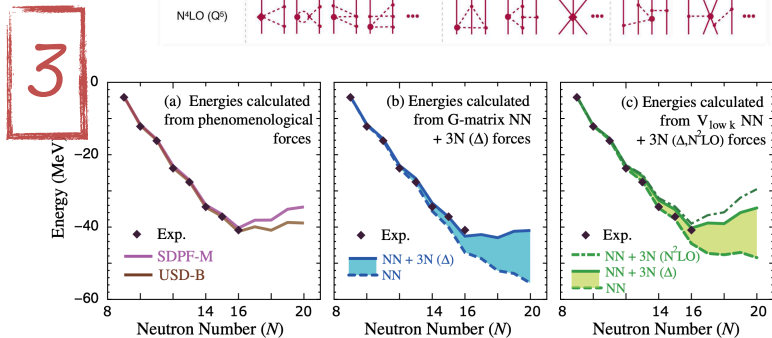 N⁴LO (Q⁵)
•••
•••
•••
3
0
−20
−40
−60
Energy (MeV)
(a) Energies calculated
from phenomenological
forces
Exp.
SDPF-M
USD-B
8
14
16
20
Neutron Number (N)
(b) Energies calculated
from G-matrix NN
+ 3N (Δ) forces
Exp.
NN + 3N (Δ)
NN
8
14
16
20
Neutron Number (N)
(c) Energies calculated
from V low k NN
+ 3N (Δ,N²LO) forces
Exp.
NN + 3N (N²LO)
NN + 3N (Δ)
NN
8
14
16
20
Neutron Number (N)